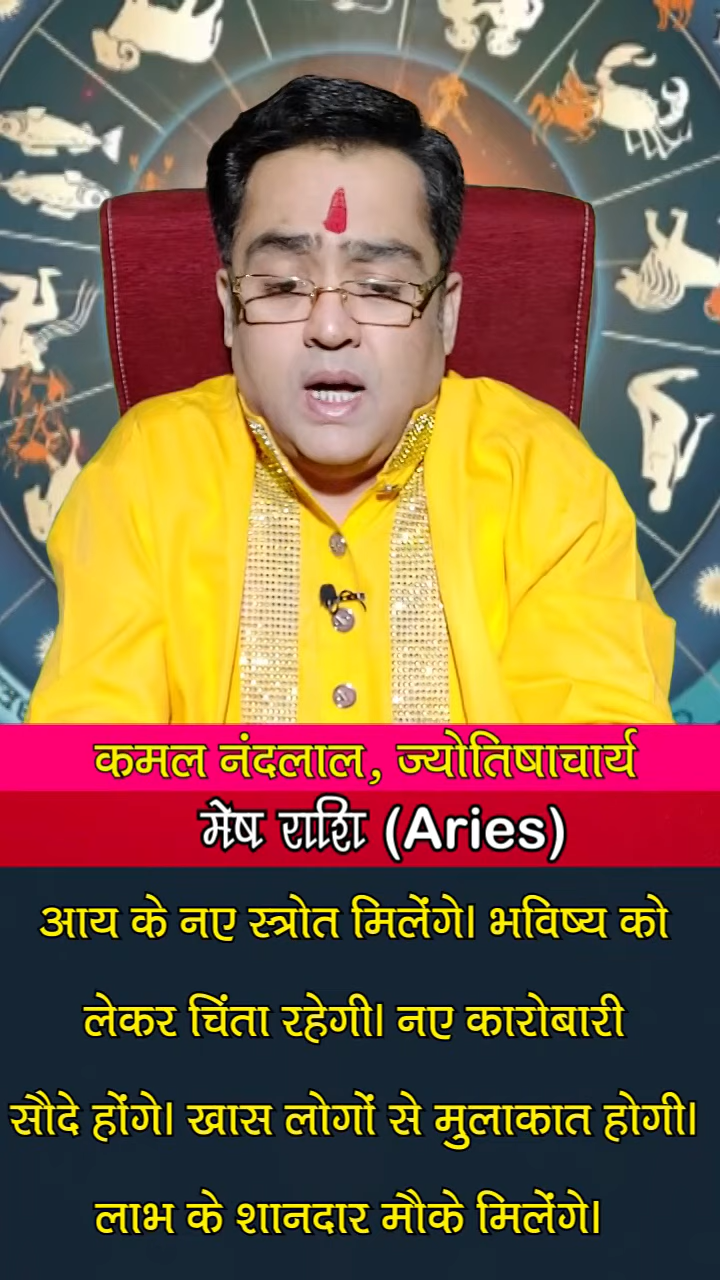 कमल नंदलाल, ज्योतिषाचार्य
मेष राशि (Aries)
आय के नए स्त्रोत मिलेंगे। भविष्य को
लेकर चिंता रहेगी। नए कारोबारी
सौदे होंगे। खास लोगों से मुलाकात होगी।
लाभ के शानदार मौके मिलेंगे।